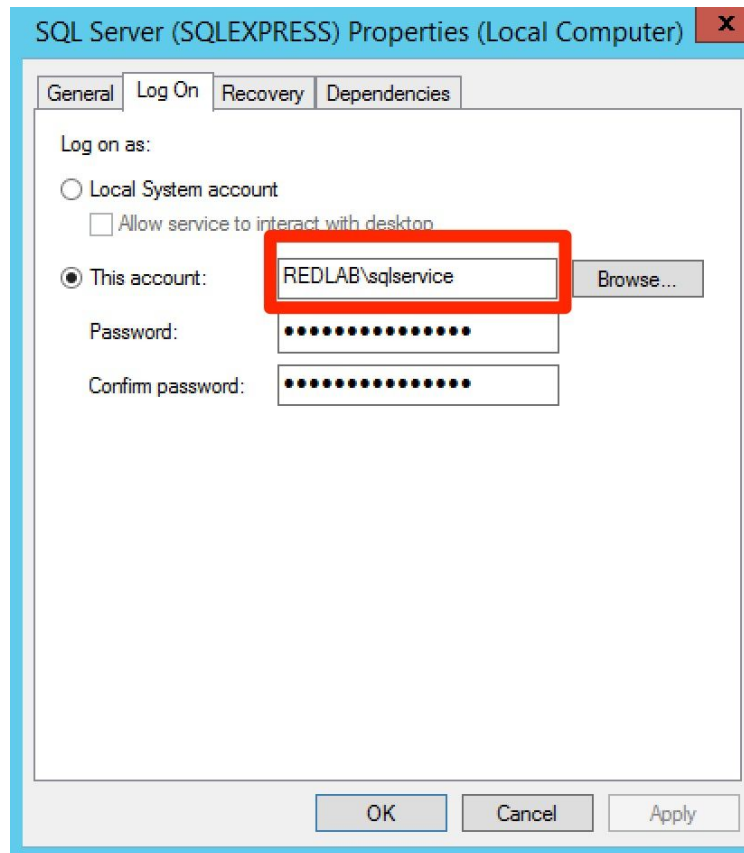 SQL Server (SQLEXPRESS) Properties (Local Computer)
x
General Log On Recovery Dependencies
Log on as:
Local System account
Allow service to interact with desktop
This account: REDLAB\sqlservice Browse...
Password: ●●●●●●●●●●●●●●●
Confirm password: ●●●●●●●●●●●●●●●
OK Cancel Apply